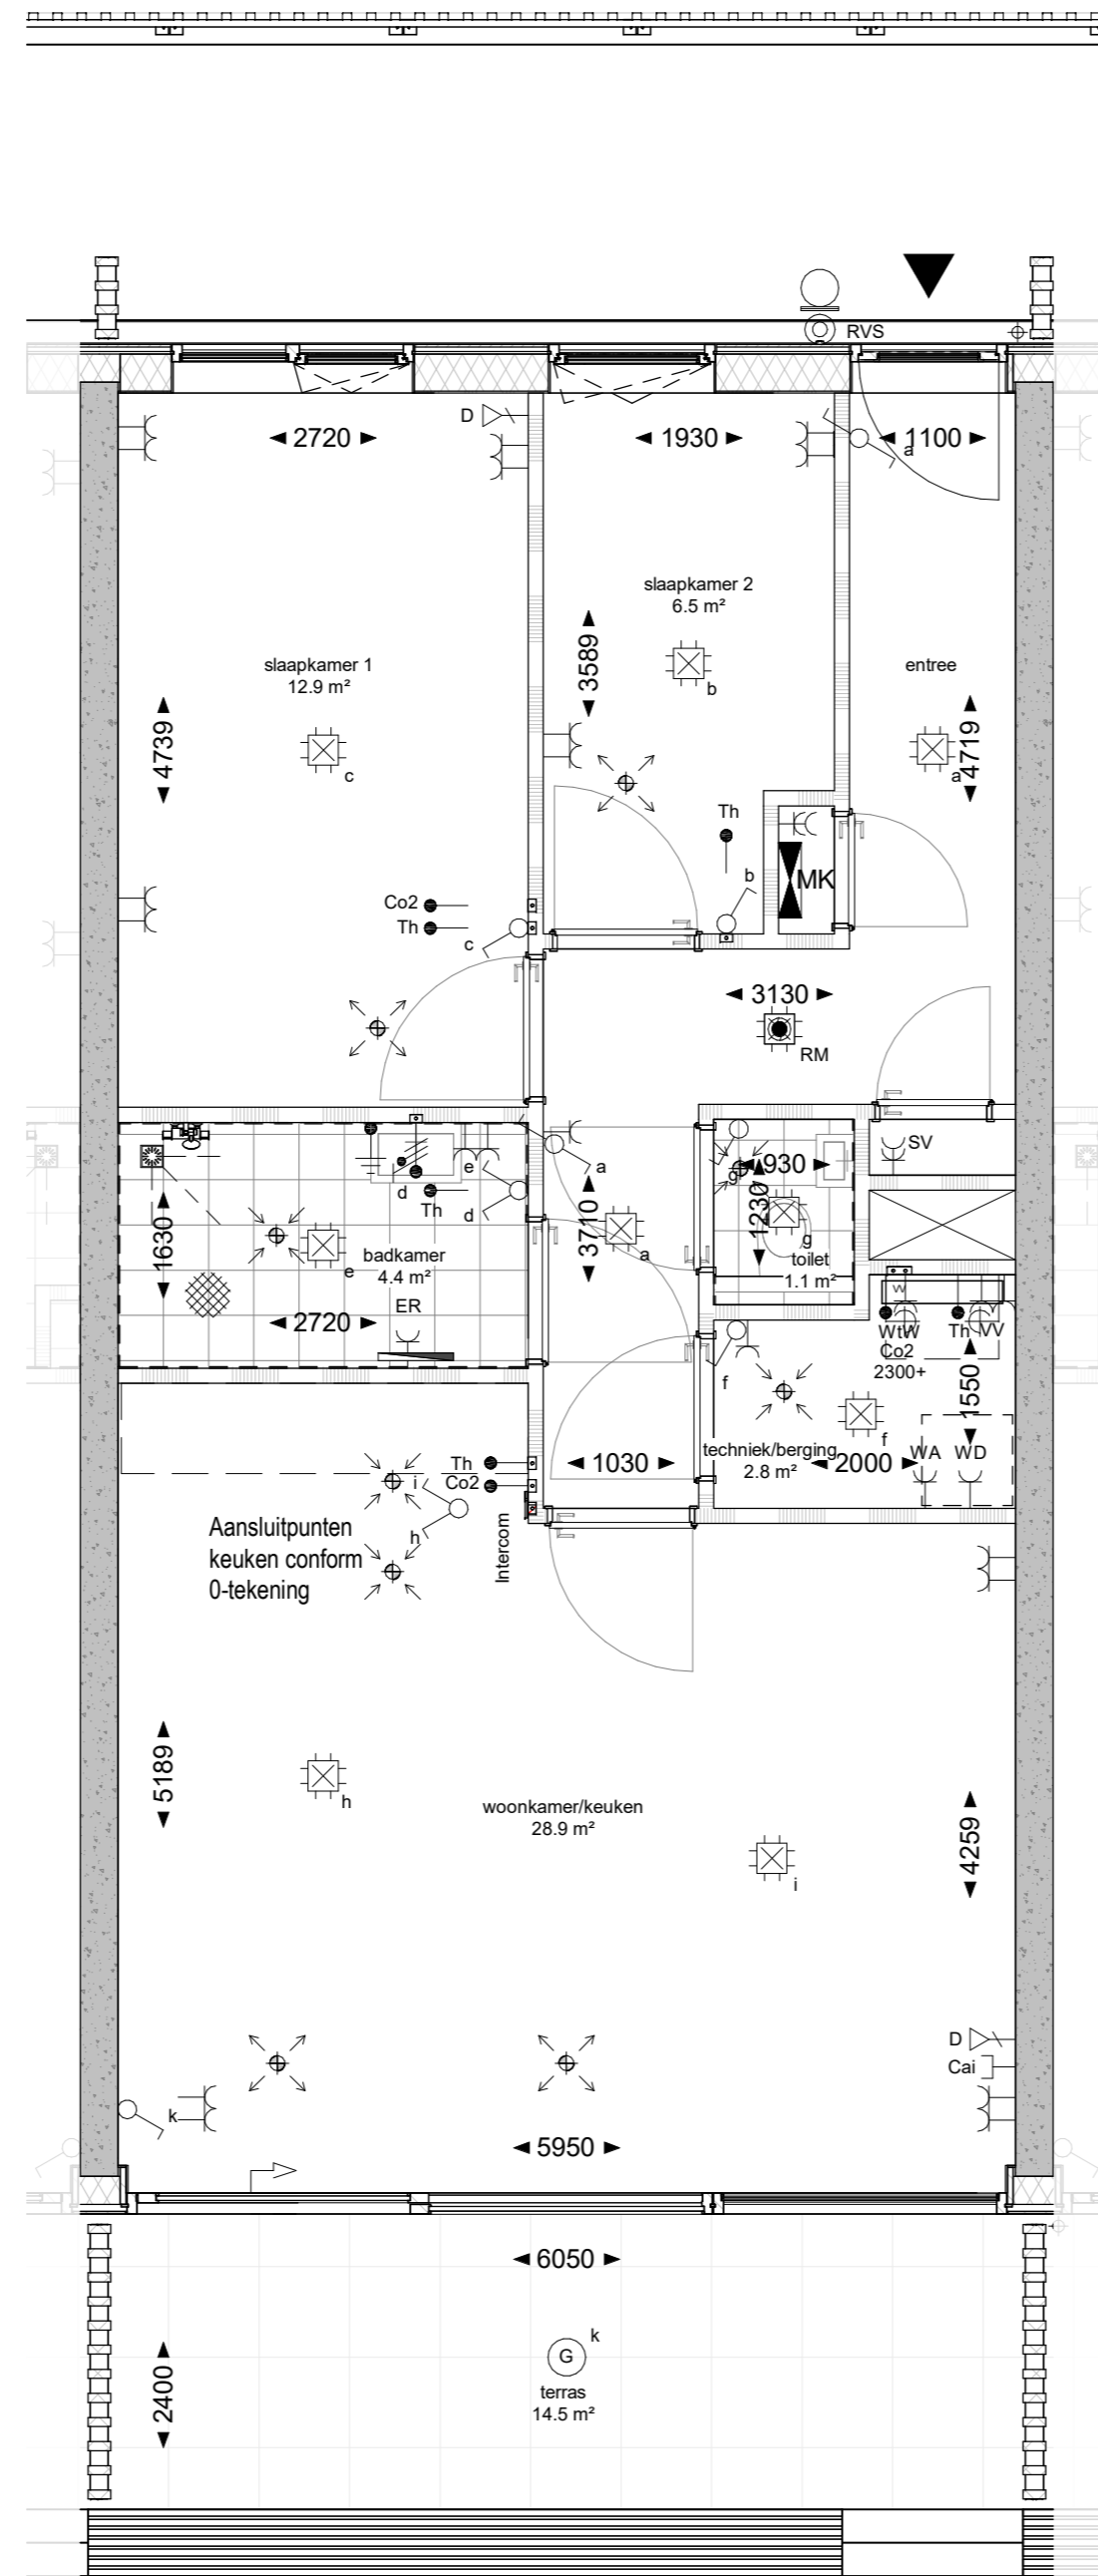 RVS
D
2720
1930
1100
a
slaapkamer 2
6.5 m²
3589
b
slaapkamer 1
12.9 m²
entree
4739
c
a
4719
Th
MK
b
Co2
Th
c
3130
RM
SV
e
a
d
Th
d
930
g
1230
g
toilet
1.1 m²
1630
badkamer
4.4 m²
e
ER
2720
3710
a
w
WtW
Th
VV
Co2
2300+
1550
f
f
techniek/berging
2.8 m²
2000
WA
WD
Th
Co2
1030
i
h
Intercom
Aansluitpunten
keuken conform
0-tekening
5189
h
woonkamer/keuken
28.9 m²
i
4259
D
Cai
k
5950
6050
k
G
terras
14.5 m²
2400